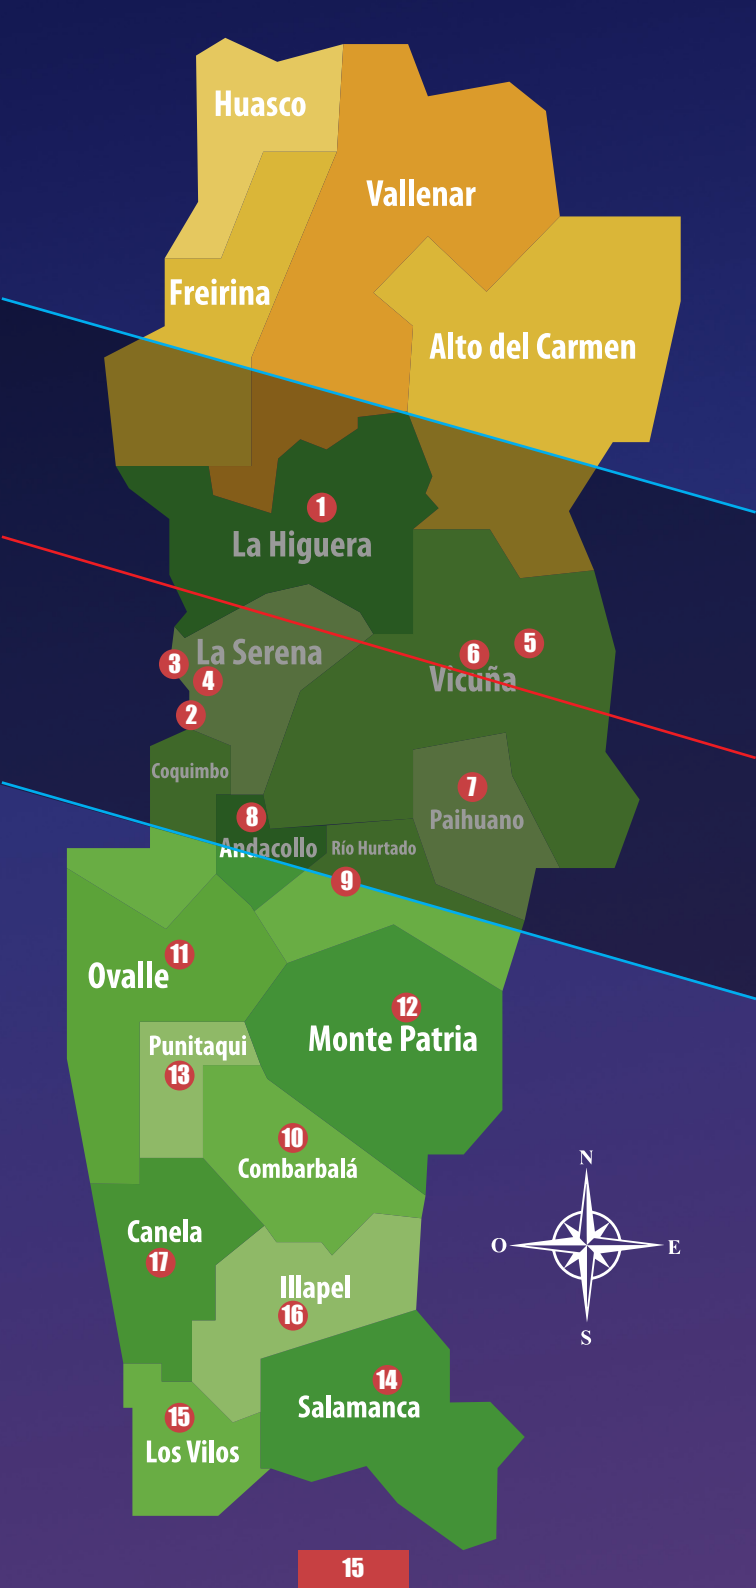 Huasco
Vallenar
Freirina
Alto del Carmen
1
La Higuera
5
6
3
La Serena
4
Vicuña
2
Coquimbo
7
8
Paihuano
Andacollo
Río Hurtado
9
11
Ovalle
12
Monte Patria
Punitaqui
13
10
Combarbalá
N
Canela
O
E
17
Illapel
16
S
14
Salamanca
15
Los Vilos
15